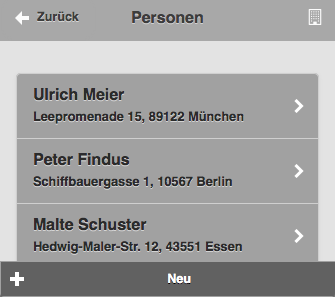 Zurück Personen
Ulrich Meier
Leepromenade 15, 89122 München
Peter Findus
Schiffbauergasse 1, 10567 Berlin
Malte Schuster
Hedwig-Maler-Str. 12, 43551 Essen
Neu